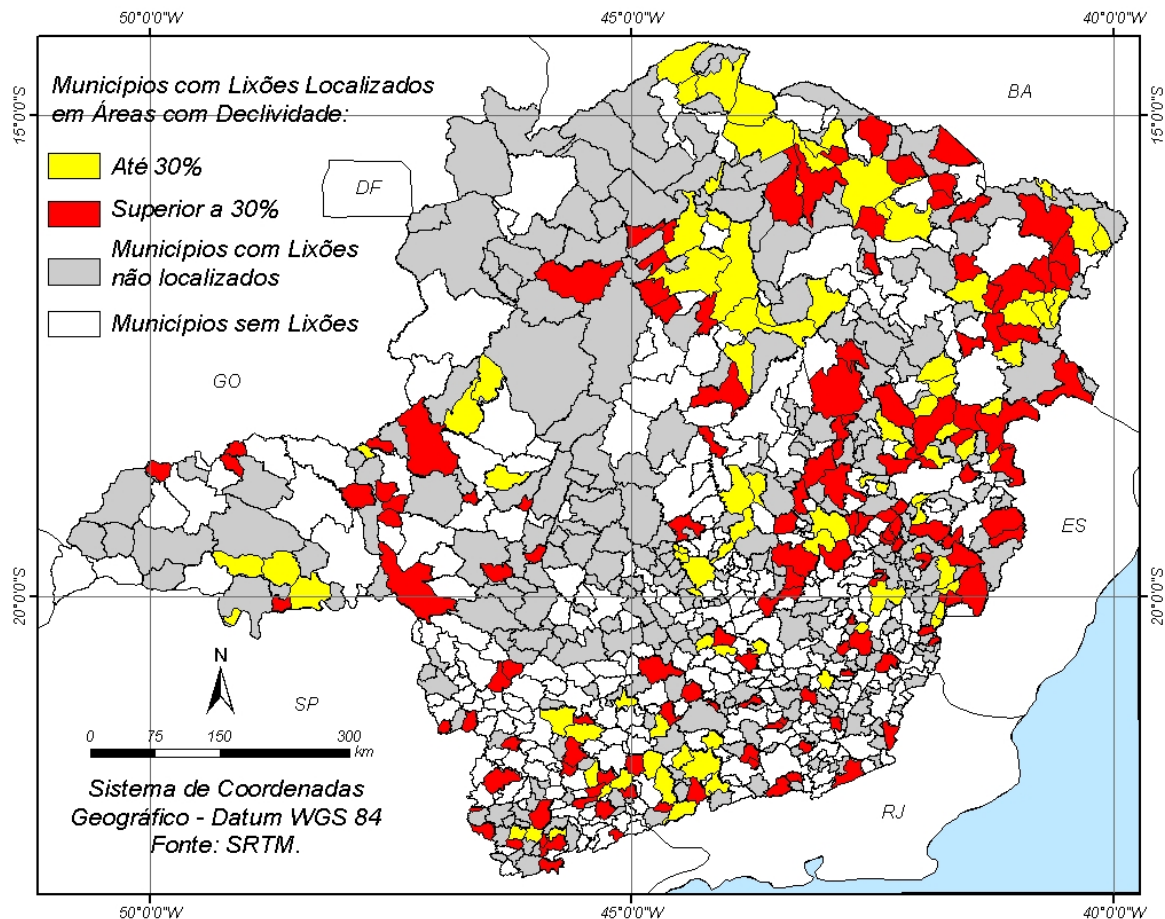 50°0'0"W
45°0'0"W
40°0'0"W
Municípios com Lixões Localizados
em Áreas com Declividade:
Até 30%
Superior a 30%
Municípios com Lixões
não localizados
Municípios sem Lixões
15°0'0"S
15°0'0"S
BA
DF
GO
ES
20°0'0"S
20°0'0"S
N
SP
RJ
0 75 150 300
km
Sistema de Coordenadas
Geográfico - Datum WGS 84
Fonte: SRTM.
50°0'0"W
45°0'0"W
40°0'0"W